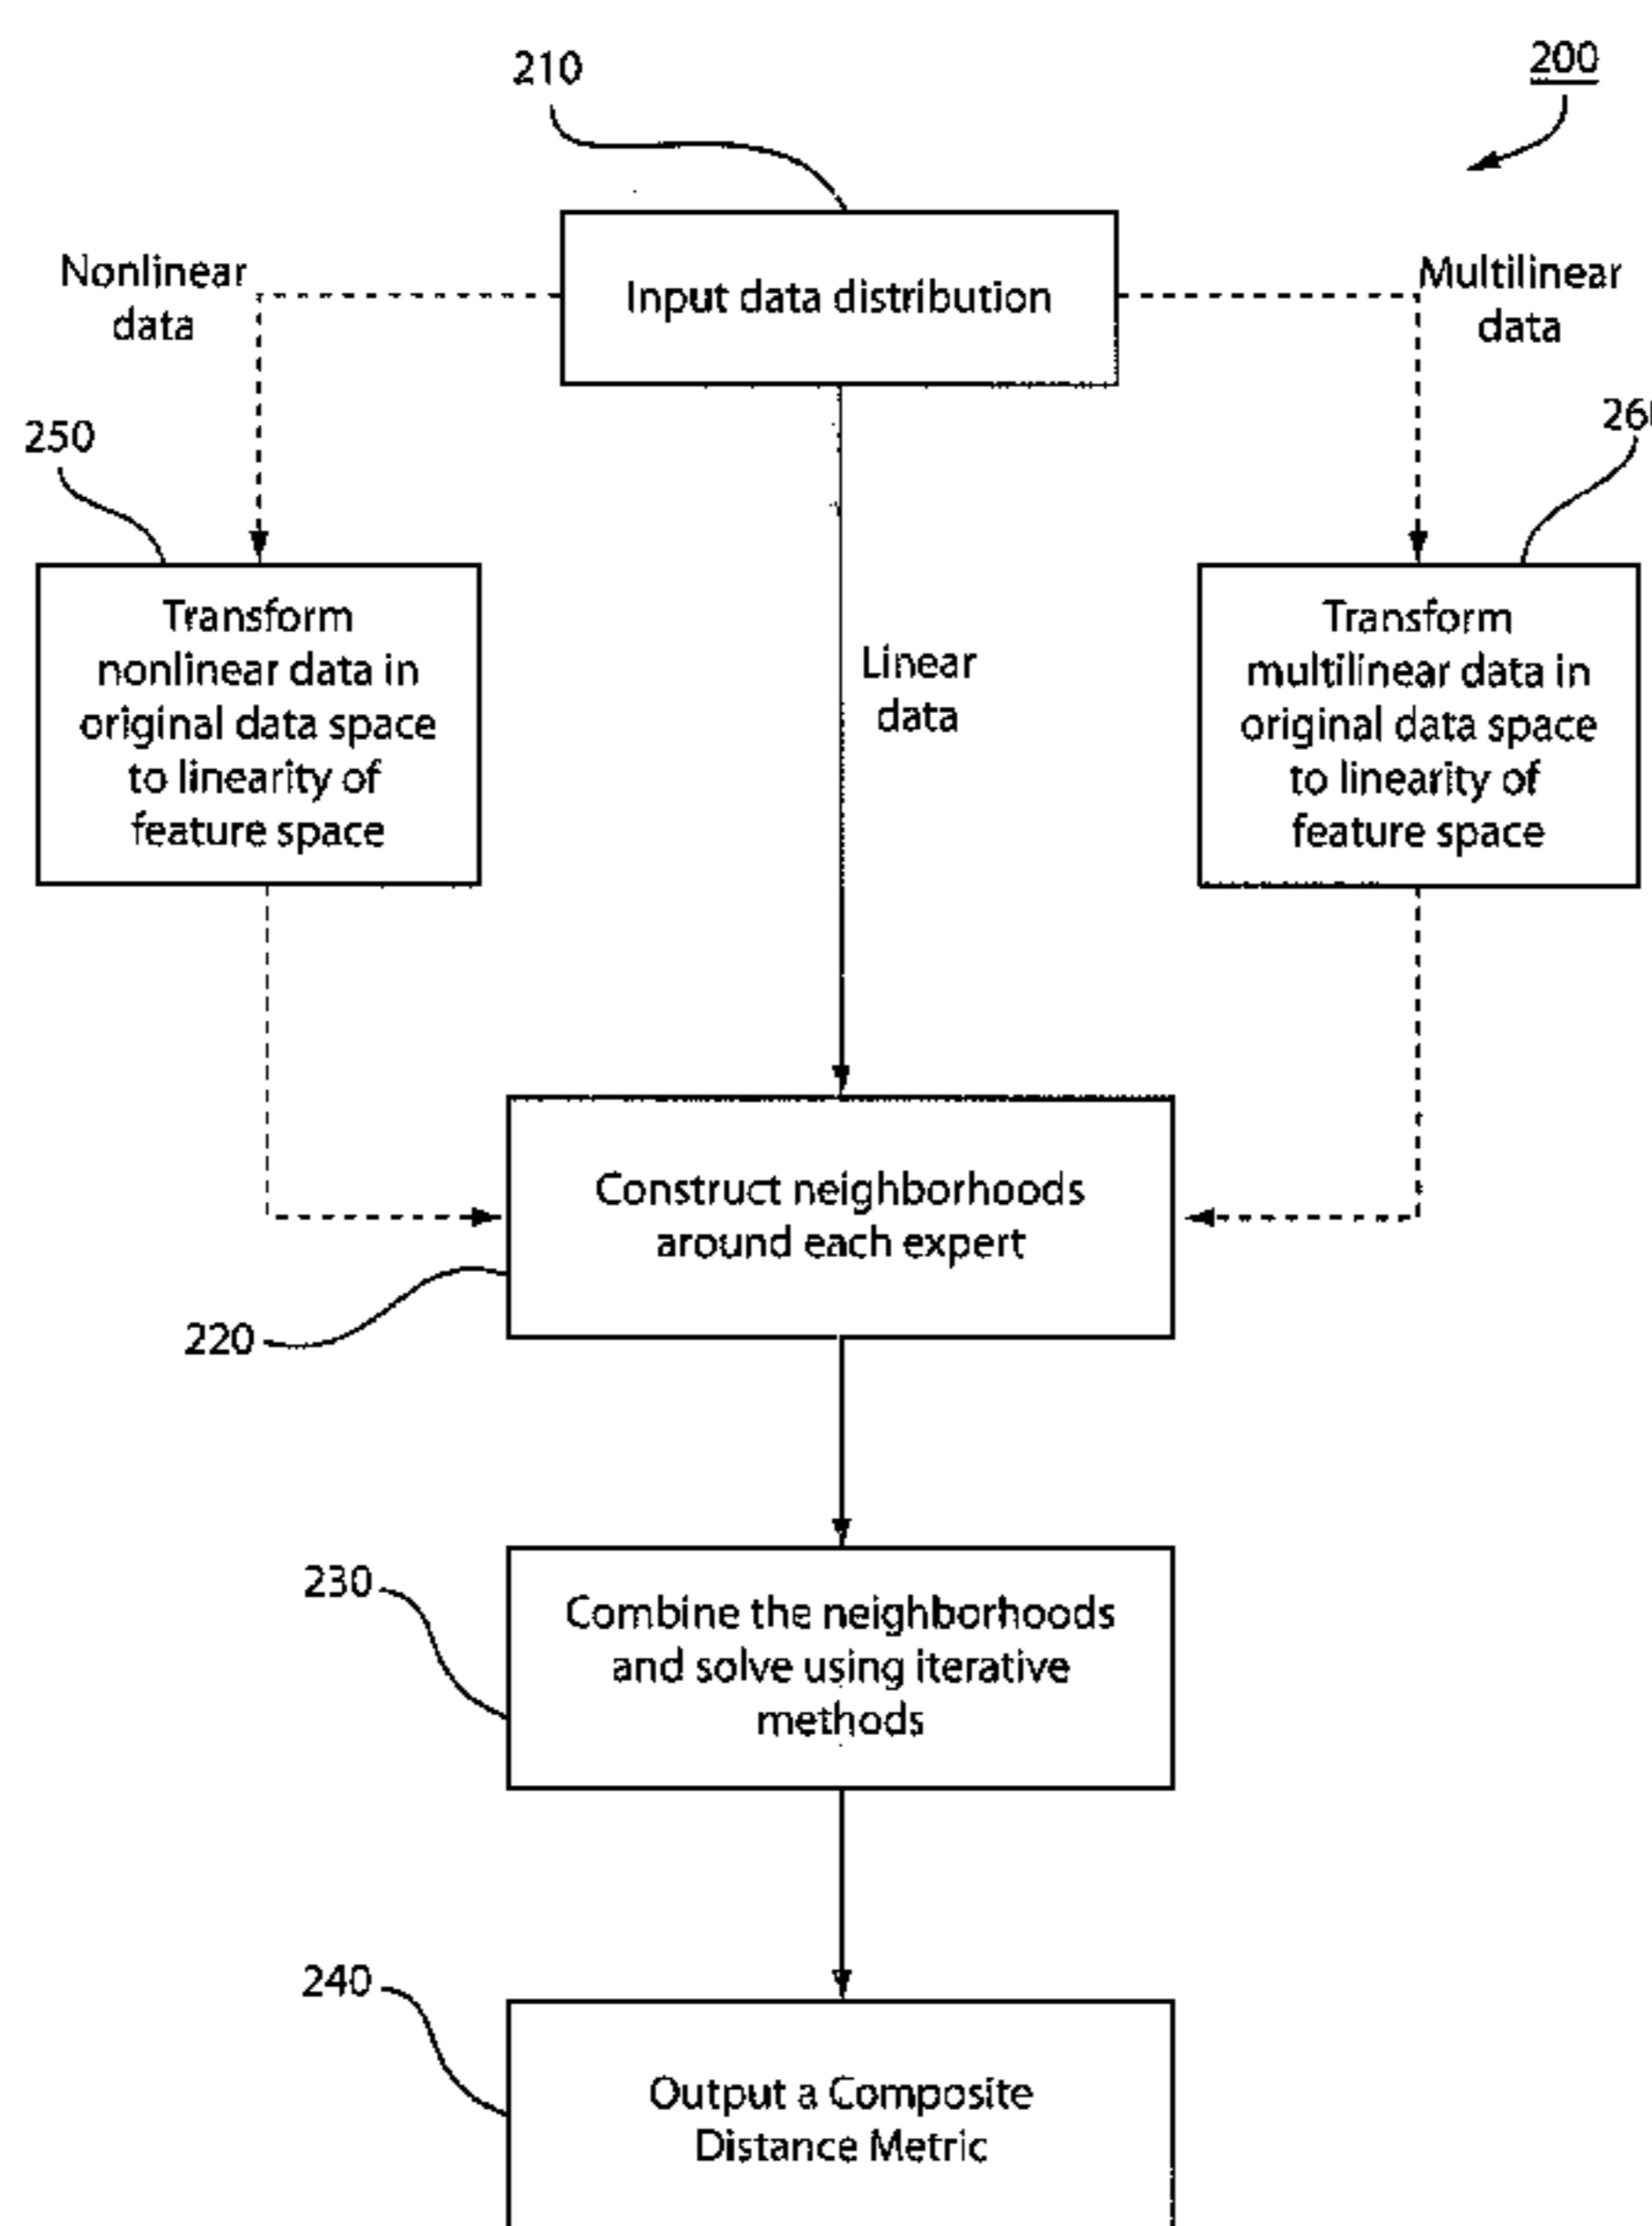 210
200
Nonlinear
data
Input data distribution
Multilinear
data
250
Transform
nonlinear data in
original data space
to linearity of
feature space
Linear
data
Transform
multilinear data in
original data space
to linearity of
feature space
Construct neighborhoods
around each expert
220
230
Combine the neighborhoods
and solve using iterative
methods
240
Output a Composite
Distance Metric